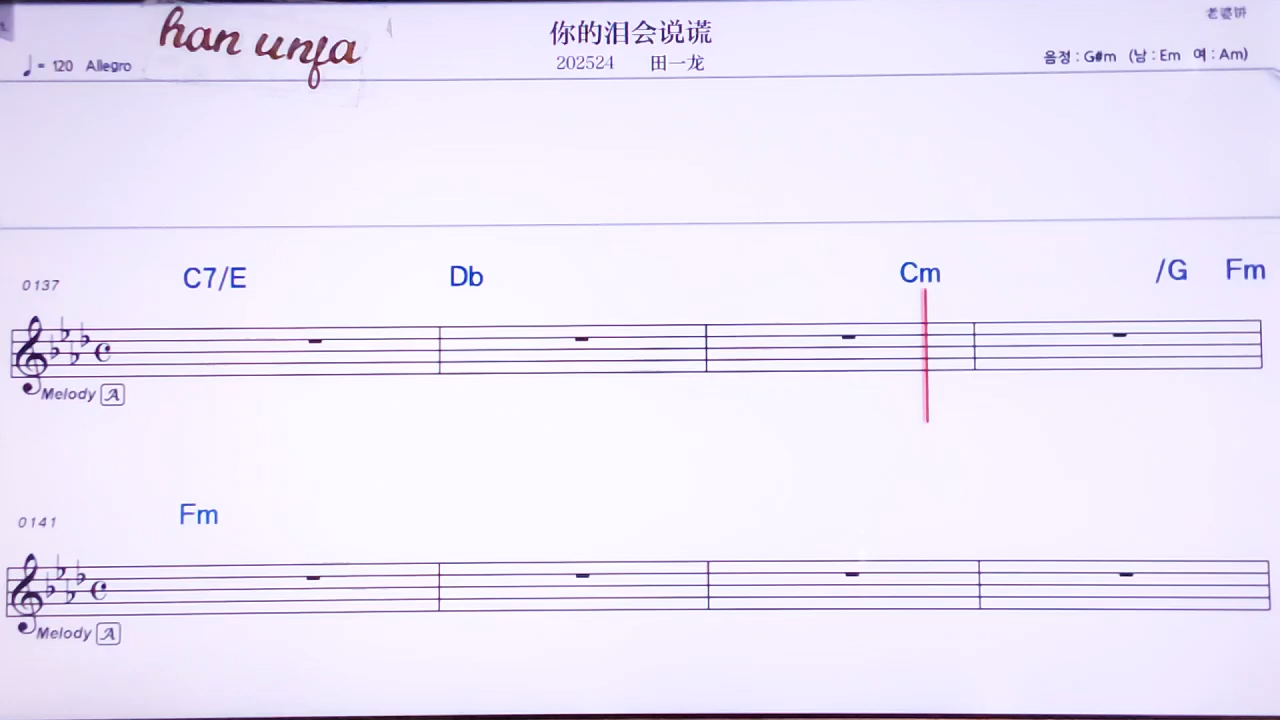 你的泪会说谎
老婆饼
han unfa
♩= 120 Allegro
202524 田一龙
음정 : G#m (남 : Em 여 : Am)
0137 C7/E Db Cm /G Fm
Melody A
0141 Fm
Melody A